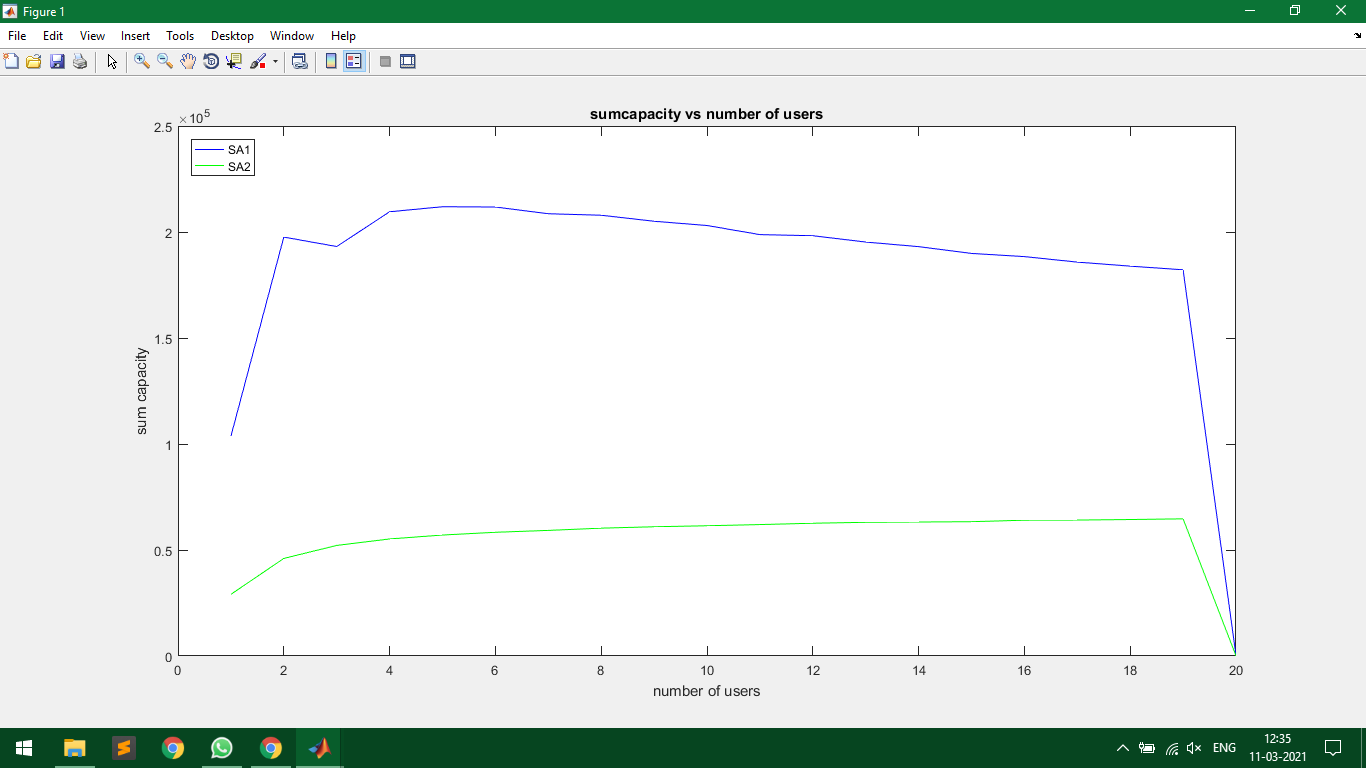 Figure 1
File Edit View Insert Tools Desktop Window Help
sumcapacity vs number of users
×10^5
2.5
2
1.5
1
0.5
0
sum capacity
SA1
SA2
0 2 4 6 8 10 12 14 16 18 20
number of users
ENG
12:35
11-03-2021